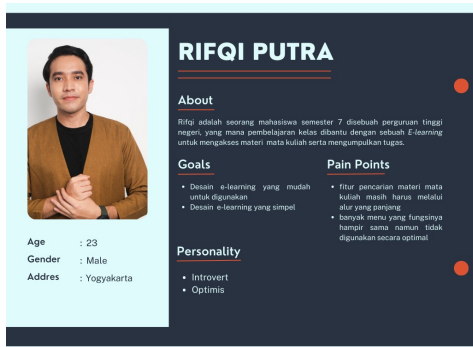 RIFQI PUTRA
About
Rifqi adalah seorang mahasiswa semester 7 disebuah perguruan tinggi
negeri, yang mana pembelajaran kelas dibantu dengan sebuah E-learning
untuk mengakses materi mata kuliah serta mengumpulkan tugas.
Goals
• Desain e-learning yang mudah
untuk digunakan
• Desain e-learning yang simpel
Pain Points
• fitur pencarian materi mata
kuliah masih harus melalui
alur yang panjang
• banyak menu yang fungsinya
hampir sama namun tidak
digunakan secara optimal
Personality
• Introvert
• Optimis
Age : 23
Gender : Male
Addres : Yogyakarta